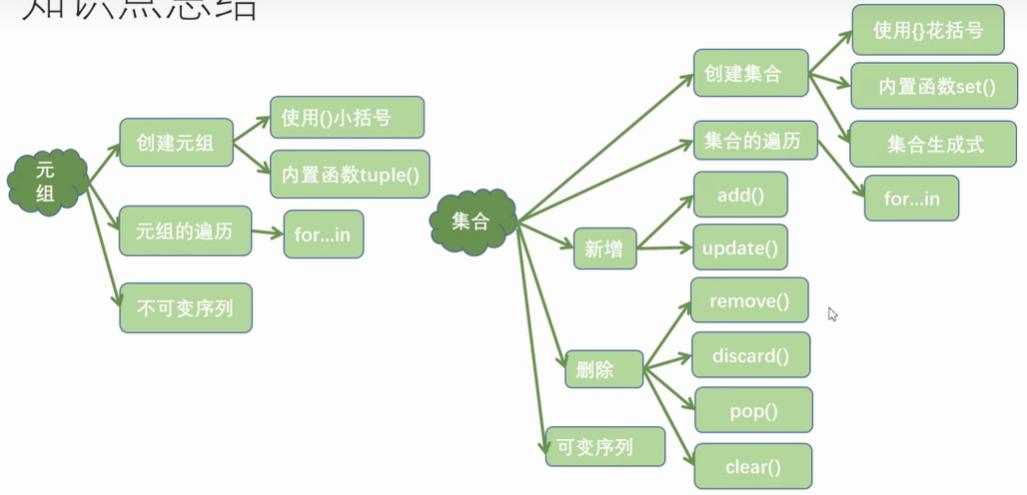 知识点总结
元
组
创建元组
使用()小括号
内置函数tuple()
元组的遍历
for...in
不可变序列
集合
创建集合
使用{}花括号
内置函数set()
集合生成式
集合的遍历
for...in
新增
add()
update()
删除
remove()
discard()
pop()
clear()
可变序列